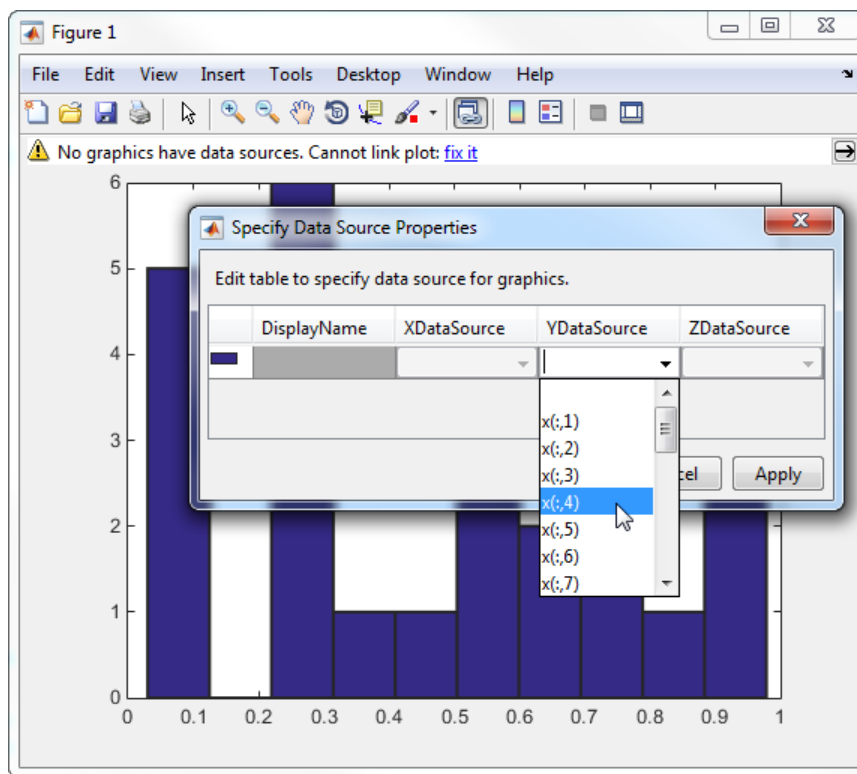 Figure 1
File Edit View Insert Tools Desktop Window Help
No graphics have data sources. Cannot link plot: fix it
6
5
4
3
2
1
0
Specify Data Source Properties
Edit table to specify data source for graphics.
DisplayName XDataSource YDataSource ZDataSource
x(:,1)
x(:,2)
x(:,3)
x(:,4)
x(:,5)
x(:,6)
x(:,7)
cel Apply
0 0.1 0.2 0.3 0.4 0.5 0.6 0.7 0.8 0.9 1